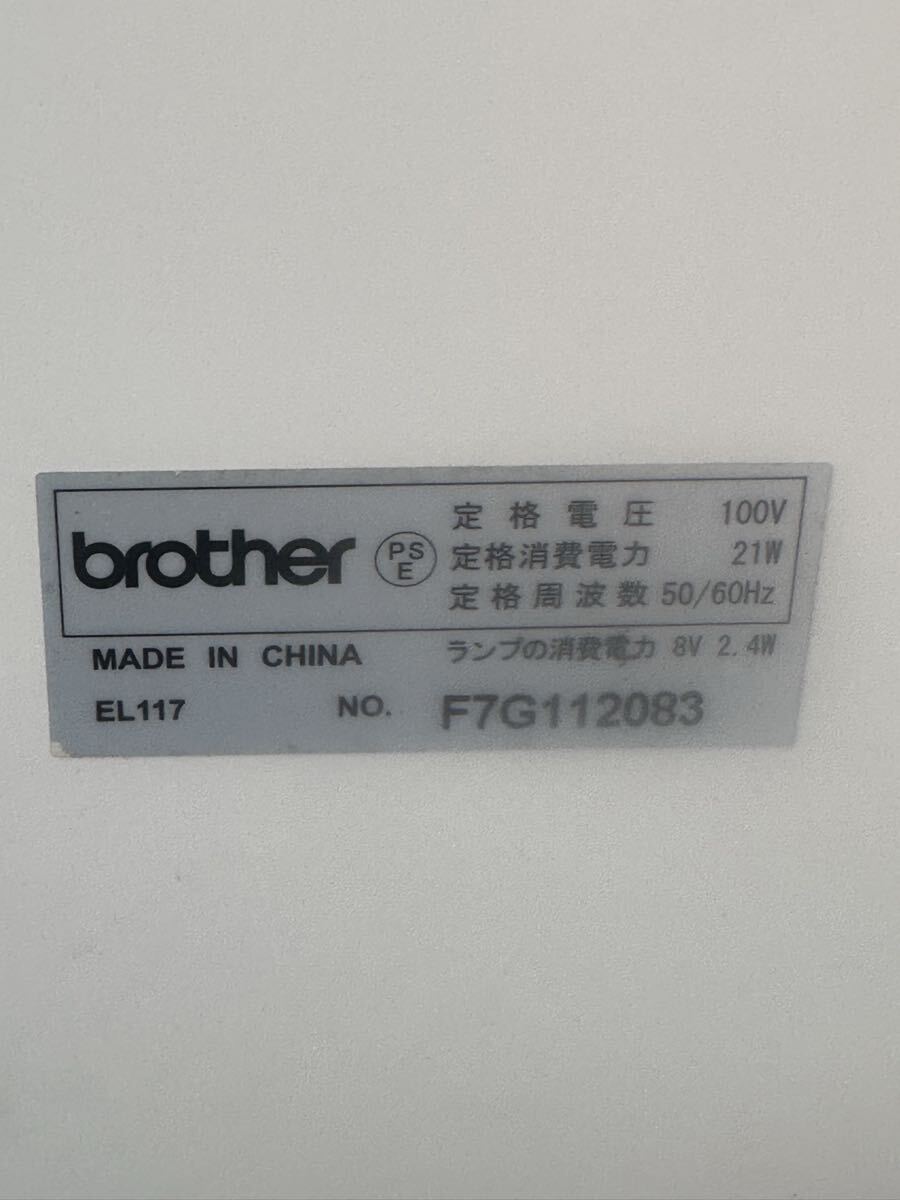 brother
PS
E
定格電圧 100V
定格消費電力 21W
定格周波数 50/60Hz
MADE IN CHINA
ランプの消費電力 8V 2.4W
EL117 NO. F7G112083